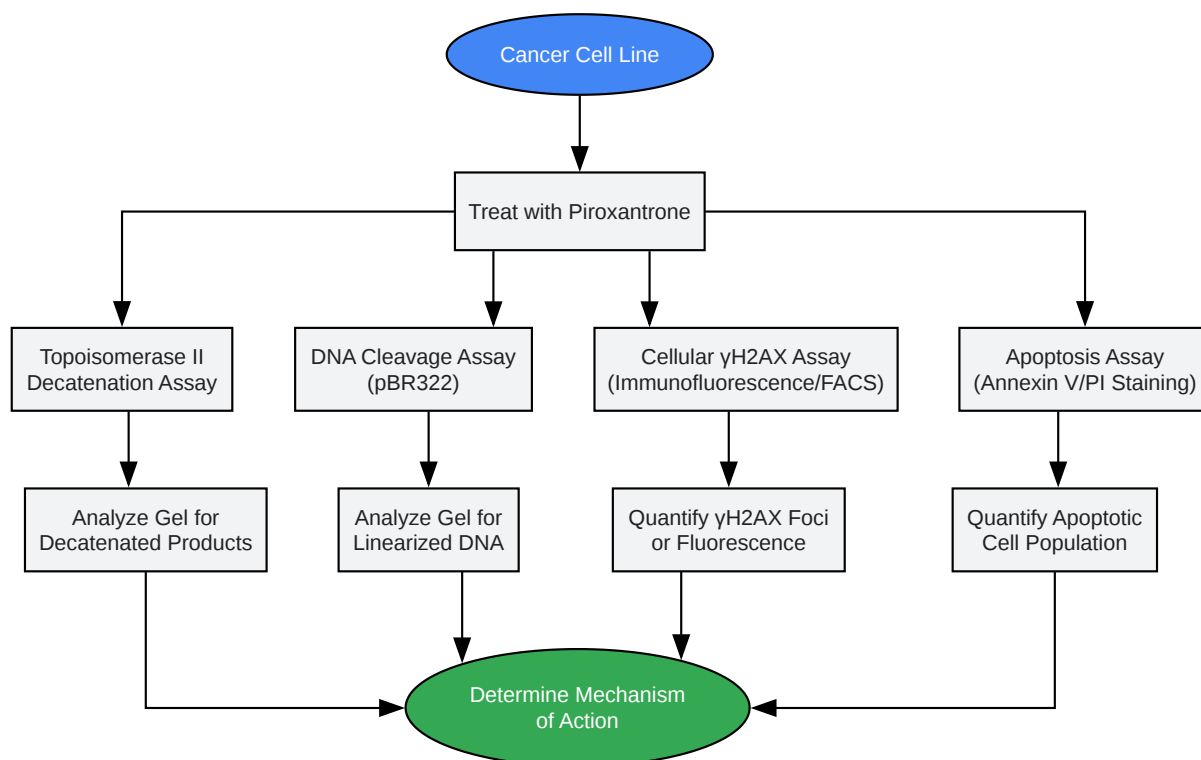 Cancer Cell Line
Treat with Piroxantrone
Topoisomerase II
Decatenation Assay
DNA Cleavage Assay
(pBR322)
Cellular γH2AX Assay
(Immunofluorescence/FACS)
Apoptosis Assay
(Annexin V/PI Staining)
Analyze Gel for
Decatenated Products
Analyze Gel for
Linearized DNA
Quantify γH2AX Foci
or Fluorescence
Quantify Apoptotic
Cell Population
Determine Mechanism
of Action